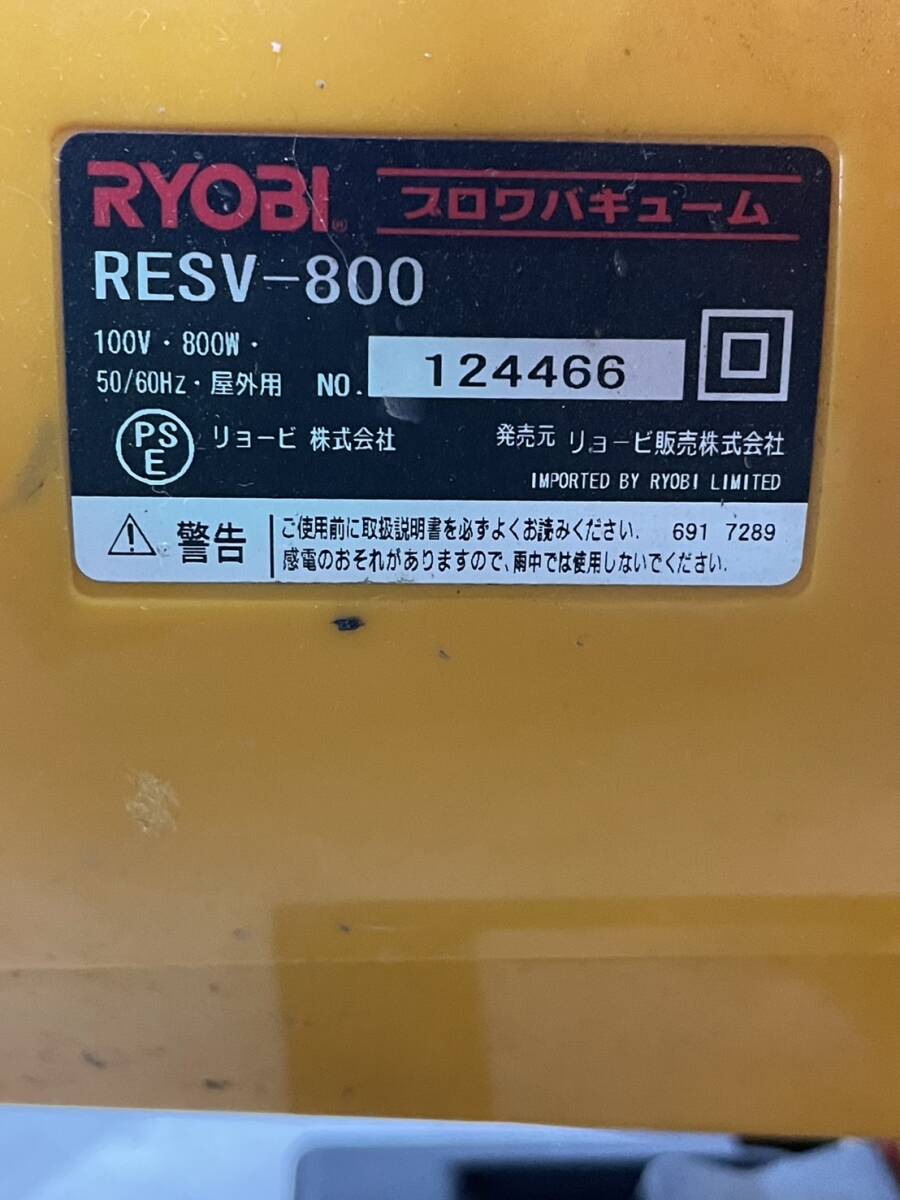 RYOBI® ブロワバキューム
RESV-800
100V・800W・
50/60Hz・屋外用 NO. 124466
PS
E
リョービ 株式会社 発売元 リョービ販売株式会社
IMPORTED BY RYOBI LIMITED
警告
ご使用前に取扱説明書を必ずよくお読みください. 691 7289
感電のおそれがありますので、雨中では使用しないでください.